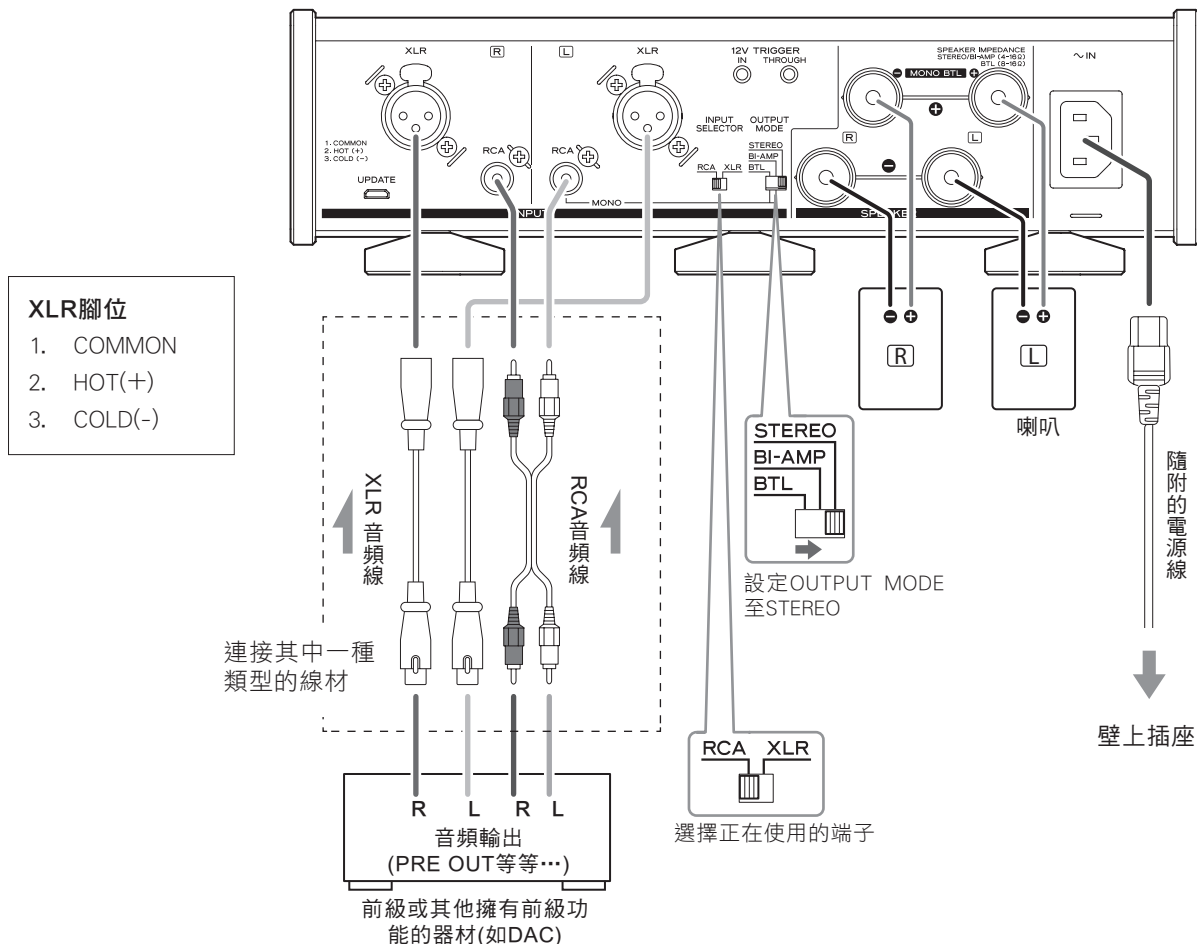 XLR
R
L
XLR
12V TRIGGER
IN THROUGH
SPEAKER IMPEDANCE
STEREO/BI-AMP (4-16Ω)
BTL (8-16Ω)
MONO BTL
～IN
INPUT
SELECTOR
OUTPUT
MODE
1. COMMON
2. HOT (+)
3. COLD (−)
RCA
RCA
STEREO
BI-AMP
BTL
RCA XLR
R
L
UPDATE
MONO
INPUT
SPEAKER
XLR腳位
1. COMMON
2. HOT(+)
3. COLD(-)
R
L
喇叭
STEREO
BI-AMP
BTL
設定OUTPUT MODE
至STEREO
XLR 音頻線
RCA音頻線
隨附的電源線
連接其中一種
類型的線材
壁上插座
RCA XLR
選擇正在使用的端子
R L R L
音頻輸出
(PRE OUT等等⋯)
前級或其他擁有前級功
能的器材(如DAC)